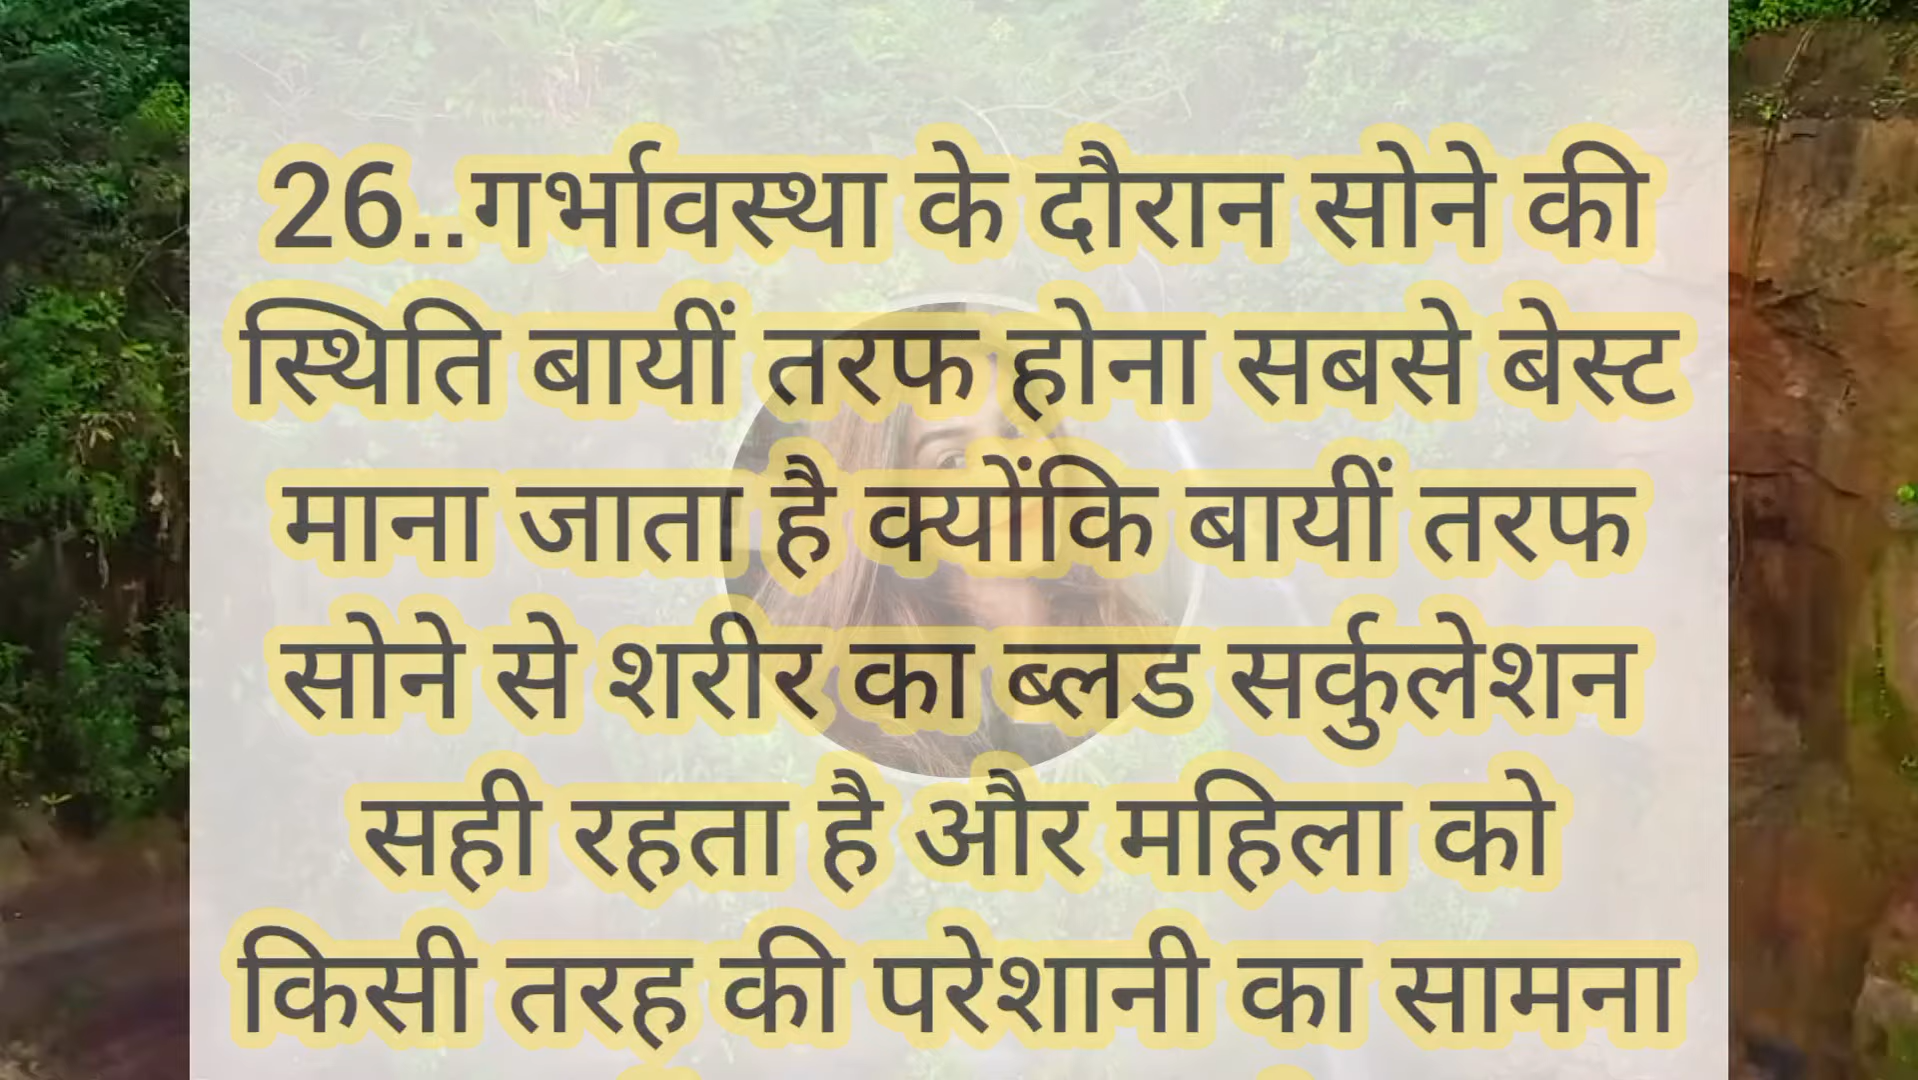 26..गर्भावस्था के दौरान सोने की
स्थिति बायीं तरफ होना सबसे बेस्ट
माना जाता है क्योंकि बायीं तरफ
सोने से शरीर का ब्लड सर्कुलेशन
सही रहता है और महिला को
किसी तरह की परेशानी का सामना